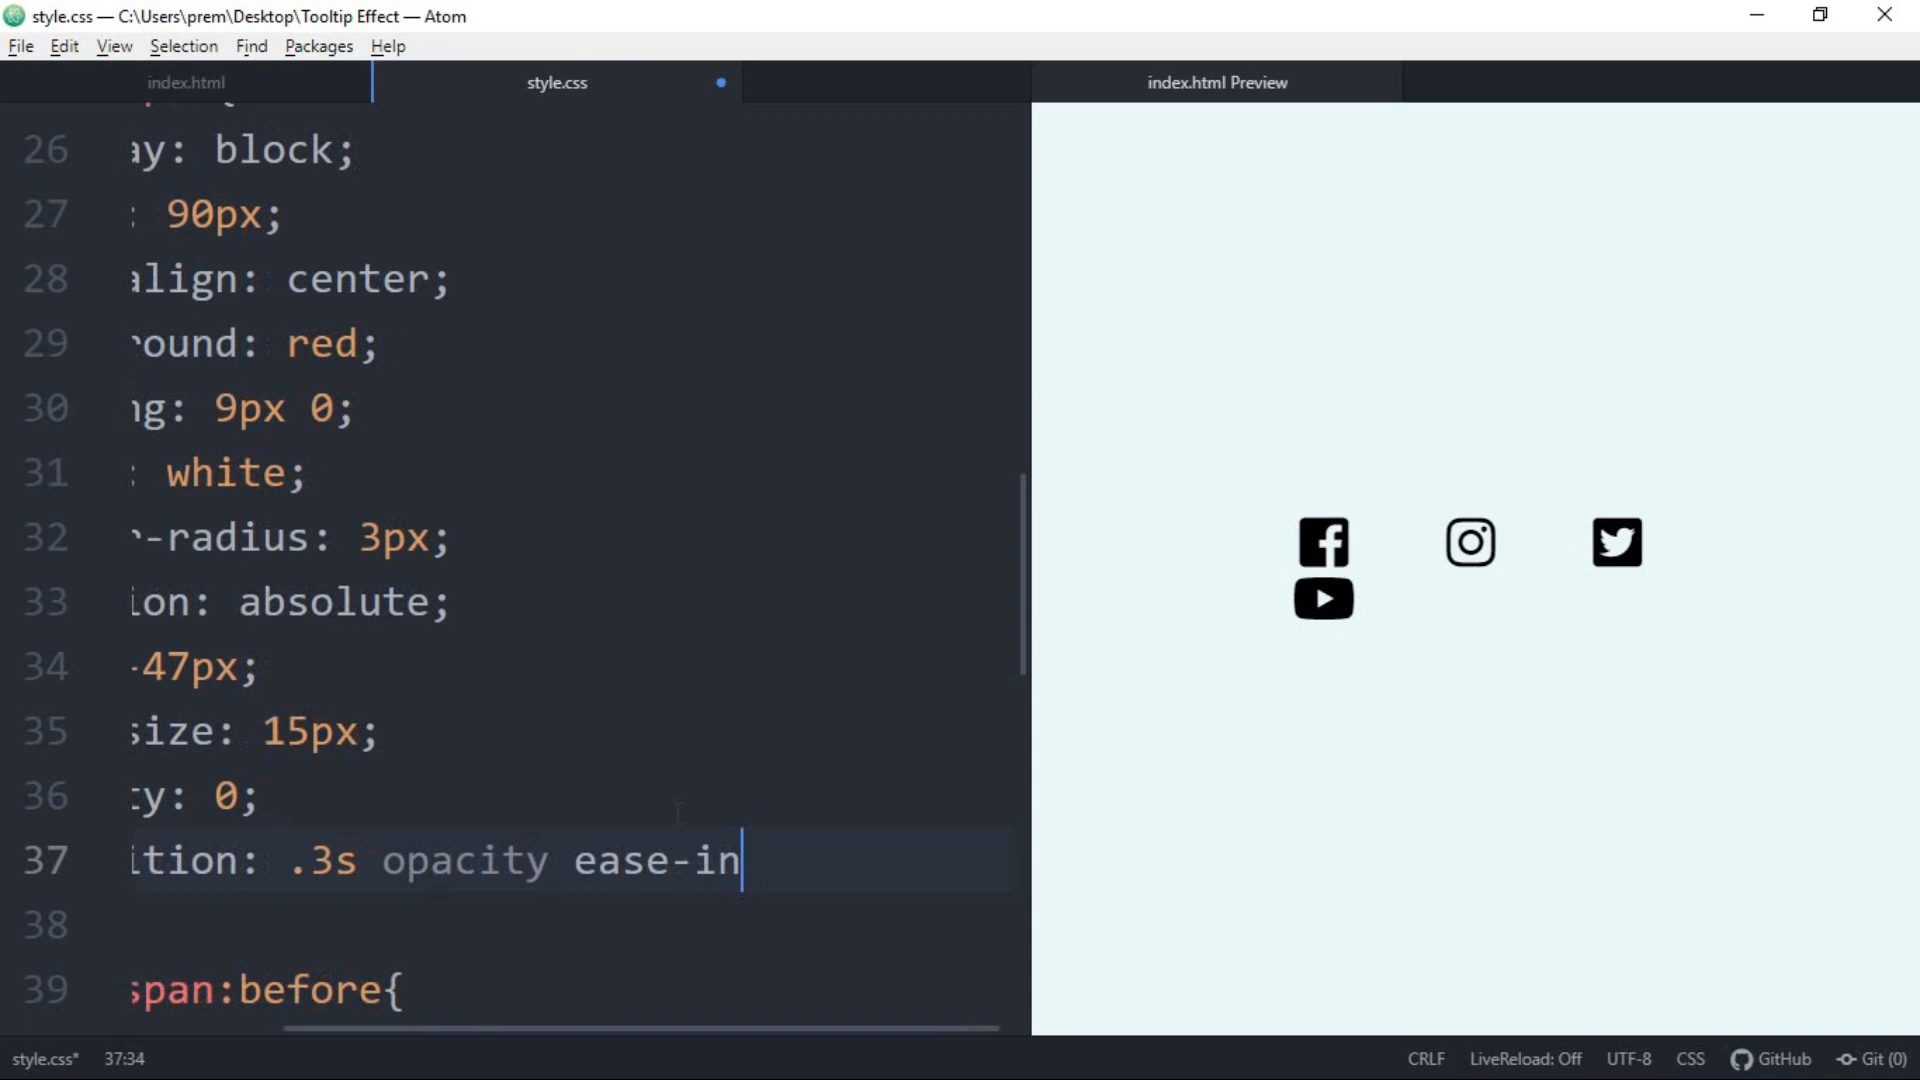 style.css — C:\Users\prem\Desktop\Tooltip Effect — Atom
File Edit View Selection Find Packages Help
index.html style.css index.html Preview
26 ay: block;
27 : 90px;
28 align: center;
29 round: red;
30 ng: 9px 0;
31 : white;
32 r-radius: 3px;
33 ion: absolute;
34 -47px;
35 size: 15px;
36 ty: 0;
37 ition: .3s opacity ease-in
38
39 span:before{
style.css* 37:34 CRLF LiveReload: Off UTF-8 CSS GitHub Git (0)